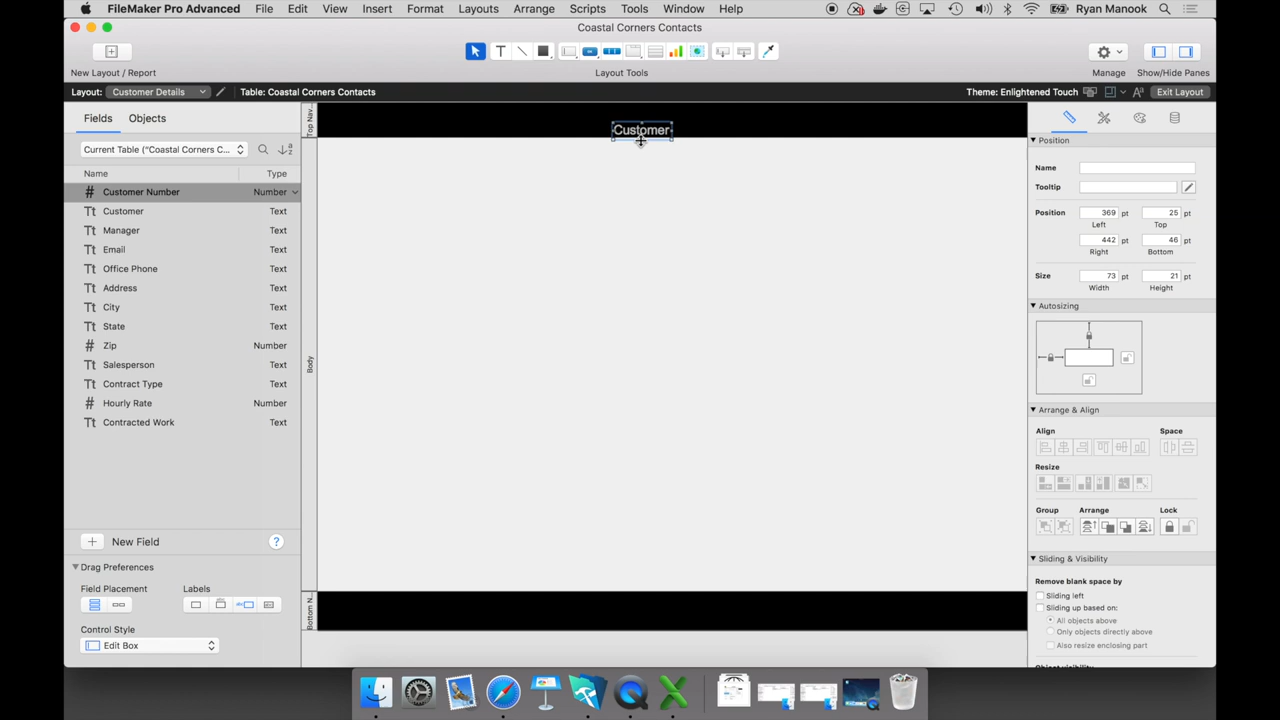 FileMaker Pro Advanced File Edit View Insert Format Layouts Arrange Scripts Tools Window Help Ryan Manook
Coastal Corners Contacts
New Layout / Report
Layout Tools
Manage
Show/Hide Panes
Layout: Customer Details
Table: Coastal Corners Contacts
Theme: Enlightened Touch
Exit Layout
Fields Objects
Current Table ("Coastal Corners C...
Name Type
Customer Number Number
Customer Text
Manager Text
Email Text
Office Phone Text
Address Text
City Text
State Text
Zip Number
Salesperson Text
Contract Type Text
Hourly Rate Number
Contracted Work Text
New Field
Drag Preferences
Field Placement Labels
Control Style
Edit Box
Top Nav...
Customer
Body
Bottom N...
Position
Name
Tooltip
Position 369 pt 25 pt
Left Top
442 pt 46 pt
Right Bottom
Size 73 pt 21 pt
Width Height
Autosizing
Arrange & Align
Align Space
Resize
Group Arrange Lock
Sliding & Visibility
Remove blank space by
Sliding left
Sliding up based on:
All objects above
Only objects directly above
Also resize enclosing part